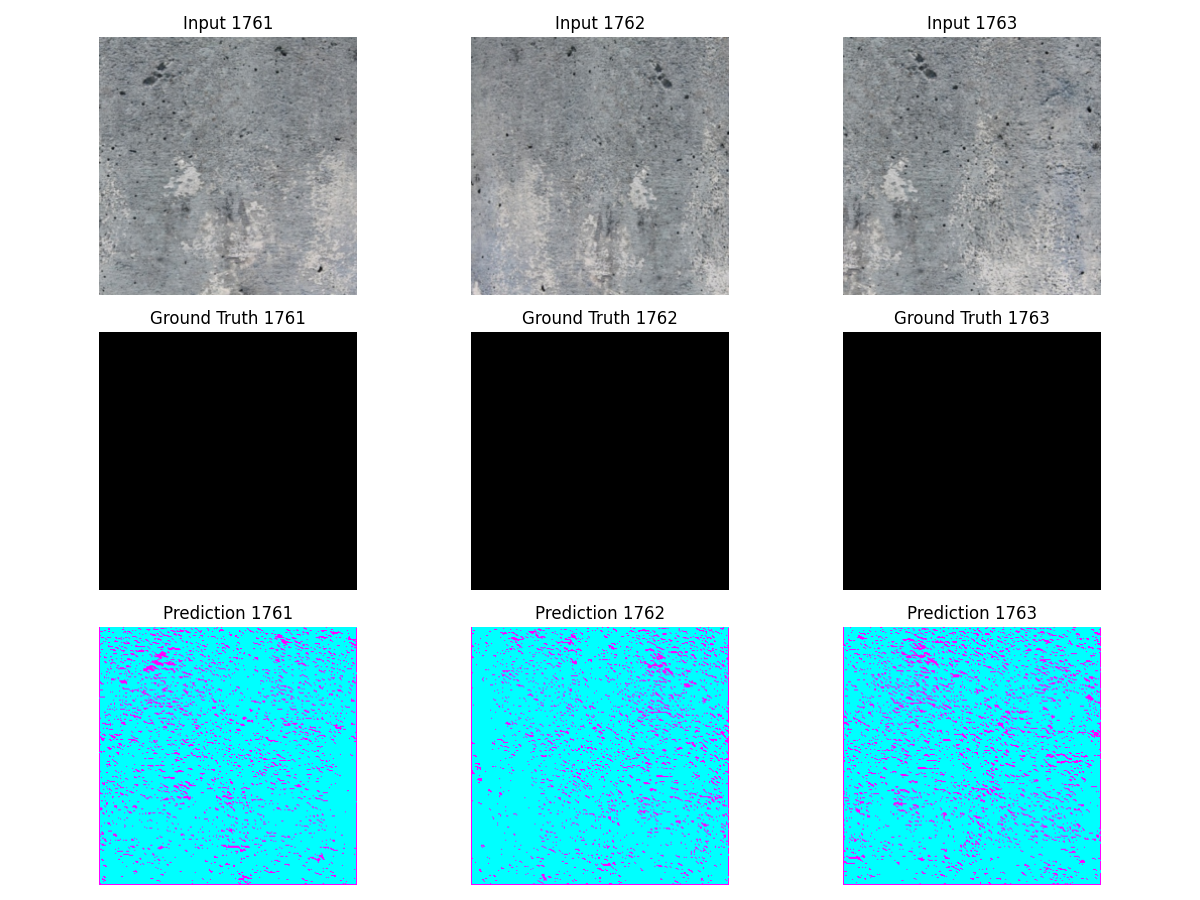 Input 1761
Input 1762
Input 1763
Ground Truth 1761
Ground Truth 1762
Ground Truth 1763
Prediction 1761
Prediction 1762
Prediction 1763